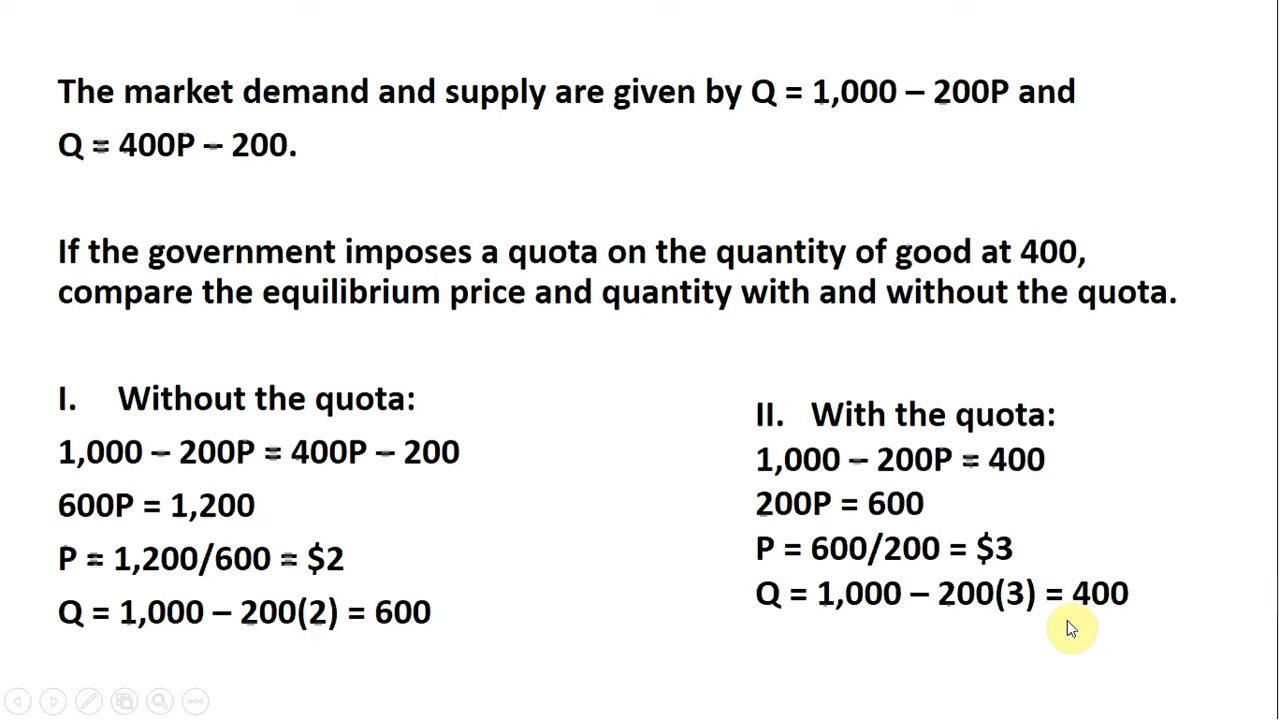 The market demand and supply are given by Q = 1,000 – 200P and
Q = 400P – 200.
If the government imposes a quota on the quantity of good at 400,
compare the equilibrium price and quantity with and without the quota.
I. Without the quota:
1,000 – 200P = 400P – 200
600P = 1,200
P = 1,200/600 = $2
Q = 1,000 – 200(2) = 600
II. With the quota:
1,000 – 200P = 400
200P = 600
P = 600/200 = $3
Q = 1,000 – 200(3) = 400